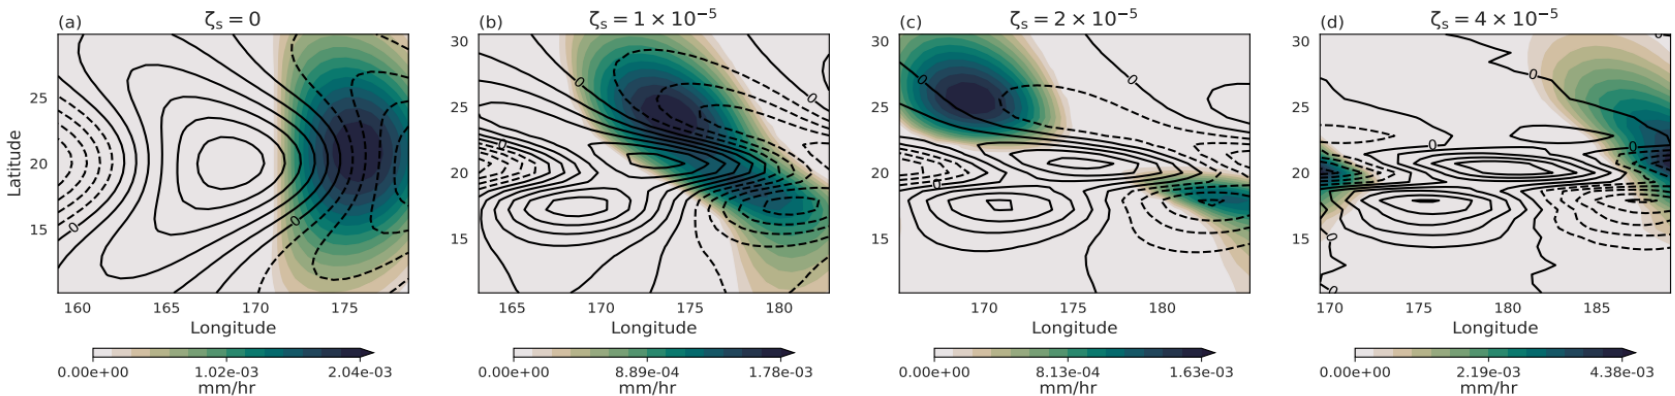 (a) ζs = 0
25
20
15
Latitude
160 165 170 175
Longitude
0 0
0.00e+00 1.02e-03 2.04e-03
mm/hr
(b) ζs = 1 × 10⁻⁵
30
25
20
15
165 170 175 180
Longitude
0 0 0
0.00e+00 8.89e-04 1.78e-03
mm/hr
(c) ζs = 2 × 10⁻⁵
30
25
20
15
170 175 180
Longitude
0 0 0
0.00e+00 8.13e-04 1.63e-03
mm/hr
(d) ζs = 4 × 10⁻⁵
30
25
20
15
170 175 180 185
Longitude
0 0 0 0 0
0.00e+00 2.19e-03 4.38e-03
mm/hr